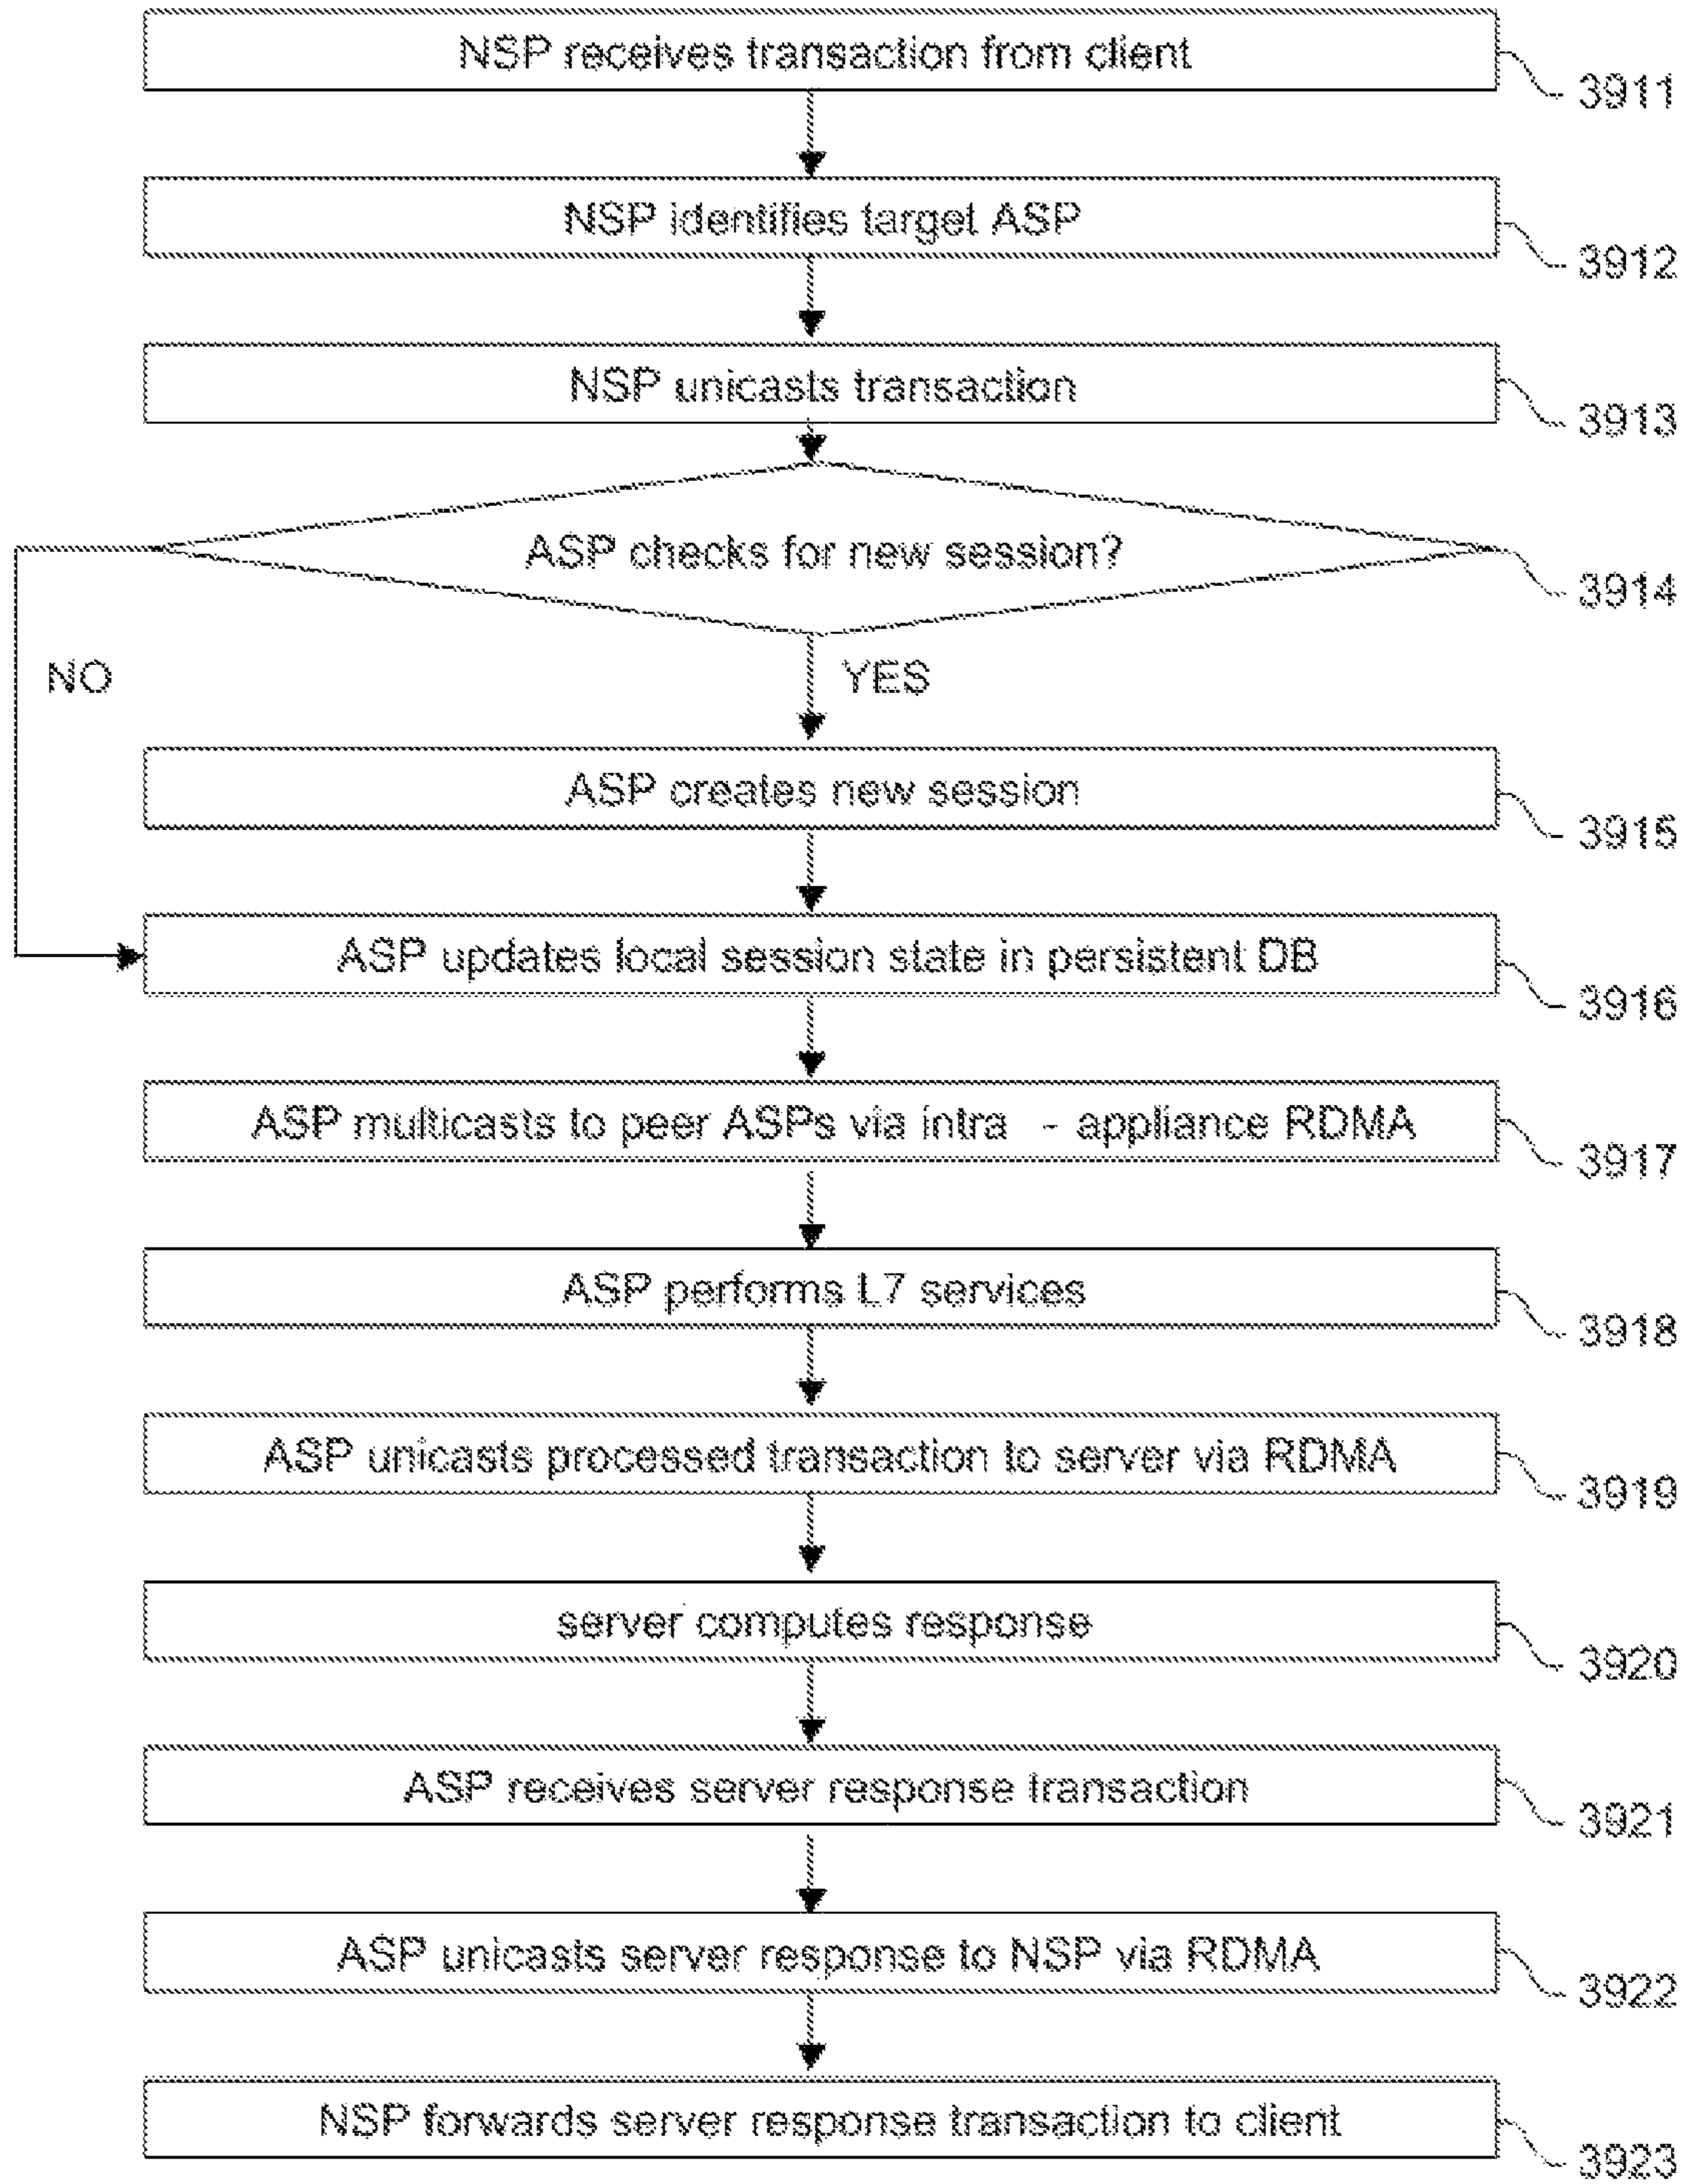 NSP receives transaction from client
3911
NSP identifies target ASP
3912
NSP unicasts transaction
3913
ASP checks for new session?
3914
NO
YES
ASP creates new session
3915
ASP updates local session state in persistent DB
3916
ASP multicasts to peer ASPs via intra - appliance RDMA
3917
ASP performs L7 services
3918
ASP unicasts processed transaction to server via RDMA
3919
server computes response
3920
ASP receives server response transaction
3921
ASP unicasts server response to NSP via RDMA
3922
NSP forwards server response transaction to client
3923